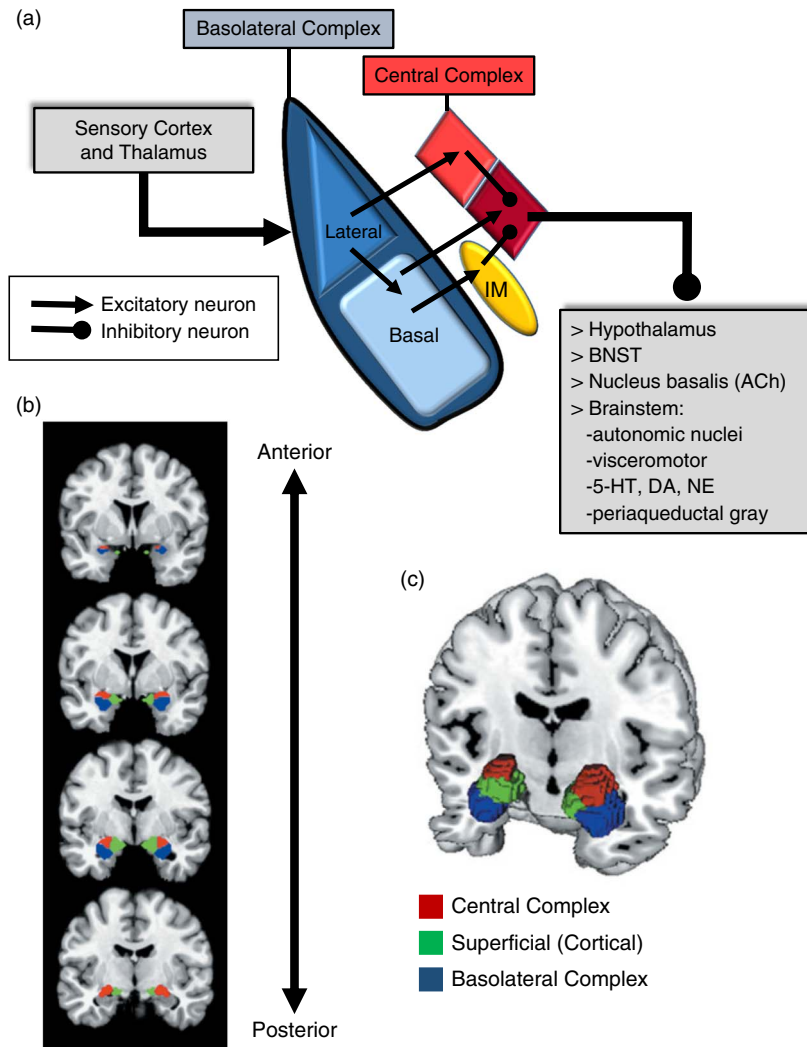 (a)
Basolateral Complex
Central Complex
Sensory Cortex
and Thalamus
Lateral
IM
Basal
Excitatory neuron
Inhibitory neuron
> Hypothalamus
> BNST
> Nucleus basalis (ACh)
> Brainstem:
-autonomic nuclei
-visceromotor
-5-HT, DA, NE
-periaqueductal gray
(b)
Anterior
Posterior
(c)
Central Complex
Superficial (Cortical)
Basolateral Complex